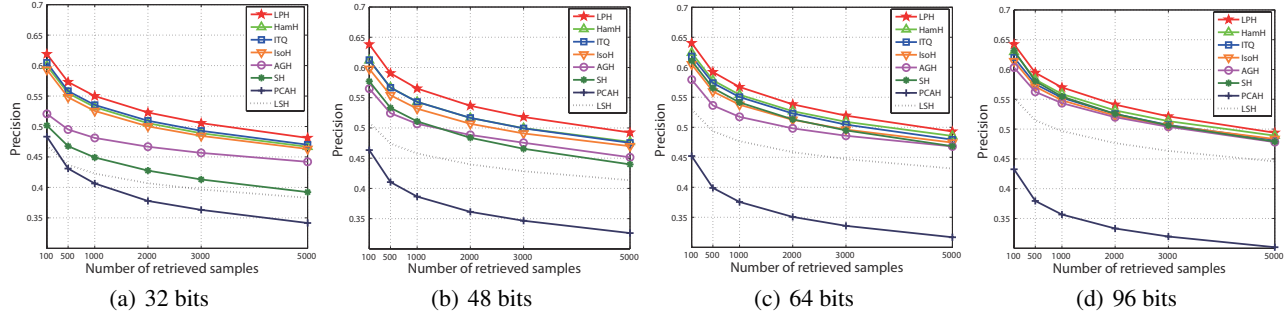 0.7
0.65
0.6
0.55
0.5
0.45
0.4
0.35
Precision
100 500 1000 2000 3000 5000
Number of retrieved samples
LPH
HamH
ITQ
IsoH
AGH
SH
PCAH
LSH
(a) 32 bits
0.7
0.65
0.6
0.55
0.5
0.45
0.4
0.35
Precision
100 500 1000 2000 3000 5000
Number of retrieved samples
LPH
HamH
ITQ
IsoH
AGH
SH
PCAH
LSH
(b) 48 bits
0.7
0.65
0.6
0.55
0.5
0.45
0.4
0.35
Precision
100 500 1000 2000 3000 5000
Number of retrieved samples
LPH
HamH
ITQ
IsoH
AGH
SH
PCAH
LSH
(c) 64 bits
0.7
0.65
0.6
0.55
0.5
0.45
0.4
0.35
Precision
100 500 1000 2000 3000 5000
Number of retrieved samples
LPH
HamH
ITQ
IsoH
AGH
SH
PCAH
LSH
(d) 96 bits